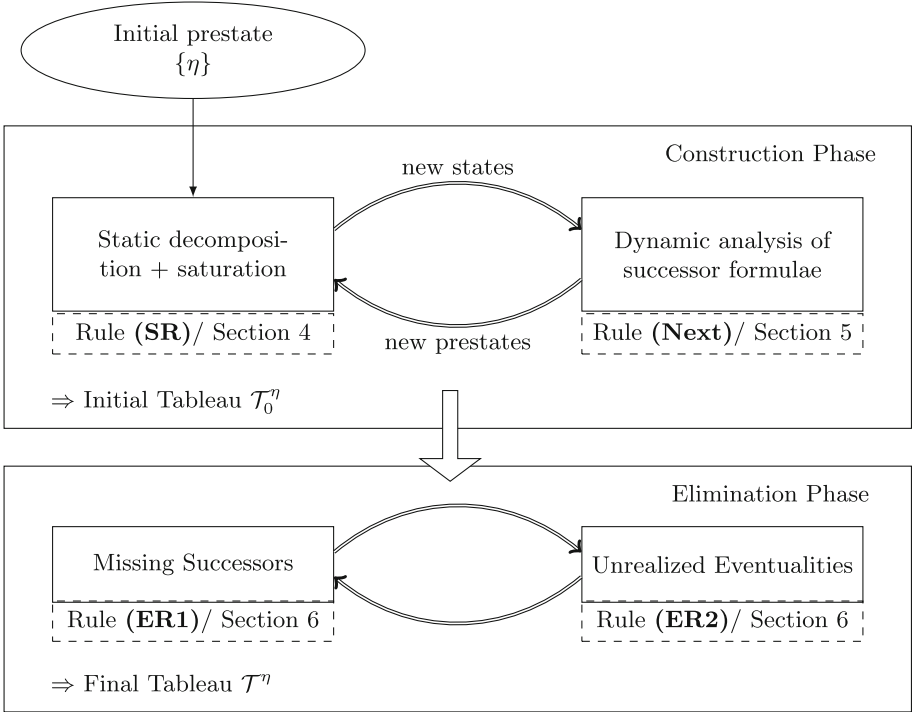 Initial prestate
{η}
Construction Phase
new states
Static decomposi-
tion + saturation
Dynamic analysis of
successor formulae
Rule (SR)/ Section 4
new prestates
Rule (Next)/ Section 5
⇒ Initial Tableau 𝒯₀^η
Elimination Phase
Missing Successors
Unrealized Eventualities
Rule (ER1)/ Section 6
Rule (ER2)/ Section 6
⇒ Final Tableau 𝒯^η